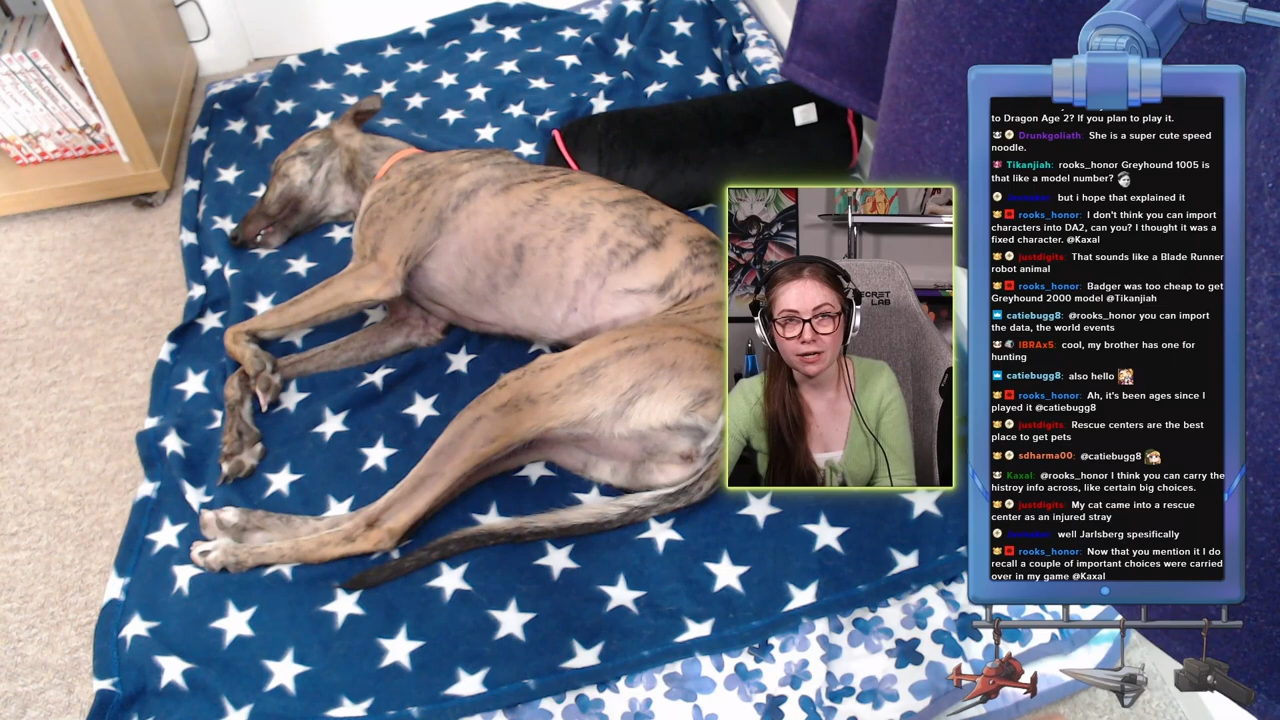 SECRET
LAB
to Dragon Age 2? If you plan to play it.
Drunkgoliath: She is a super cute speed
noodle.
Tikanjiah: rooks_honor Greyhound 1005 is
that like a model number?
but i hope that explained it
rooks_honor: I don't think you can import
characters into DA2, can you? I thought it was a
fixed character. @Kaxal
justdigits: That sounds like a Blade Runner
robot animal
rooks_honor: Badger was too cheap to get
Greyhound 2000 model @Tikanjiah
catiebugg8: @rooks_honor you can import
the data, the world events
IBRAx5: cool, my brother has one for
hunting
catiebugg8: also hello
rooks_honor: Ah, it's been ages since I
played it @catiebugg8
justdigits: Rescue centers are the best
place to get pets
sdharma00: @catiebugg8
Kaxal: @rooks_honor I think you can carry the
histroy info across, like certain big choices.
justdigits: My cat came into a rescue
center as an injured stray
well Jarlsberg spesifically
rooks_honor: Now that you mention it I do
recall a couple of important choices were carried
over in my game @Kaxal